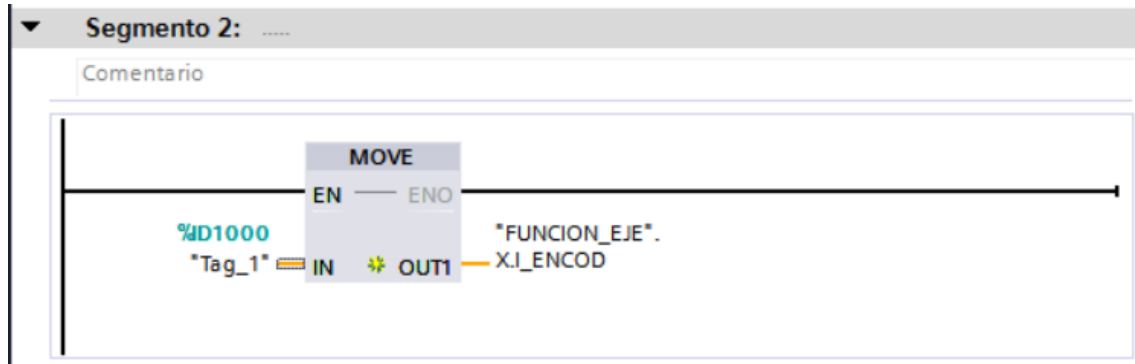 Segmento 2: .....
Comentario
MOVE
EN ENO
%ID1000
"Tag_1" IN
OUT1
"FUNCION_EJE".
X.I_ENCOD